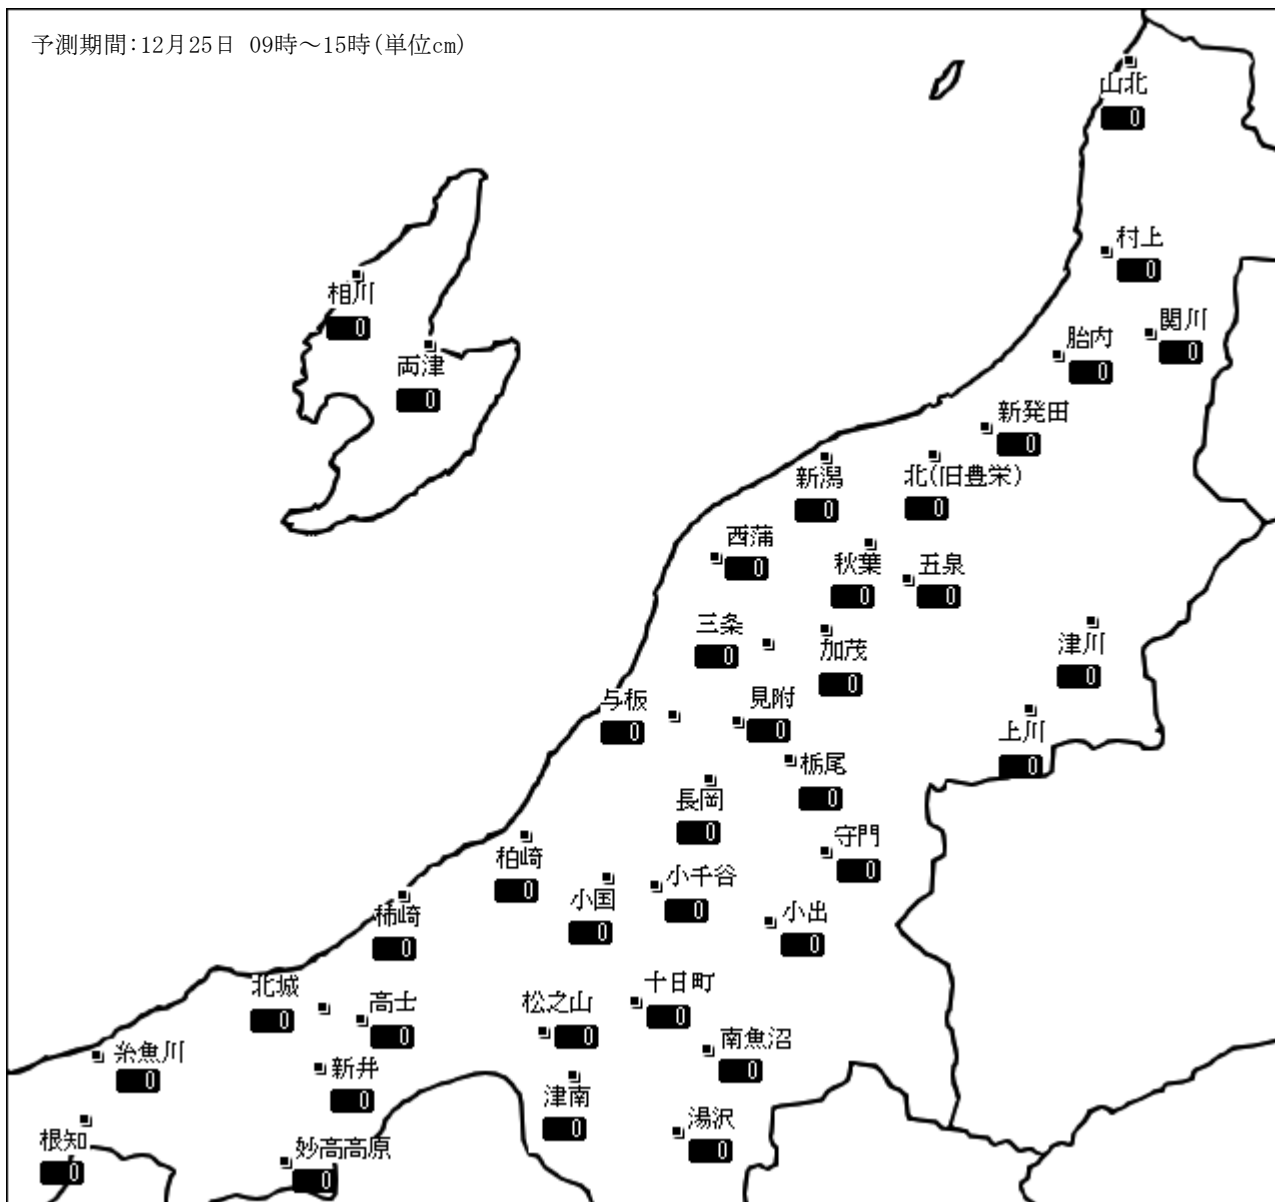 予測期間:12月25日 09時～15時(単位cm)
山北
0
村上
0
相川
0
関川
0
胎内
0
両津
0
新発田
0
新潟
0
北(旧豊栄)
0
西蒲
0
秋葉
0
五泉
0
三条
0
加茂
0
津川
0
与板
0
見附
0
上川
0
栃尾
0
長岡
0
守門
0
柏崎
0
小国
0
小千谷
0
小出
0
柿崎
0
北城
0
高士
0
松之山
0
十日町
0
南魚沼
0
糸魚川
0
新井
0
津南
0
湯沢
0
根知
0
妙高高原
0